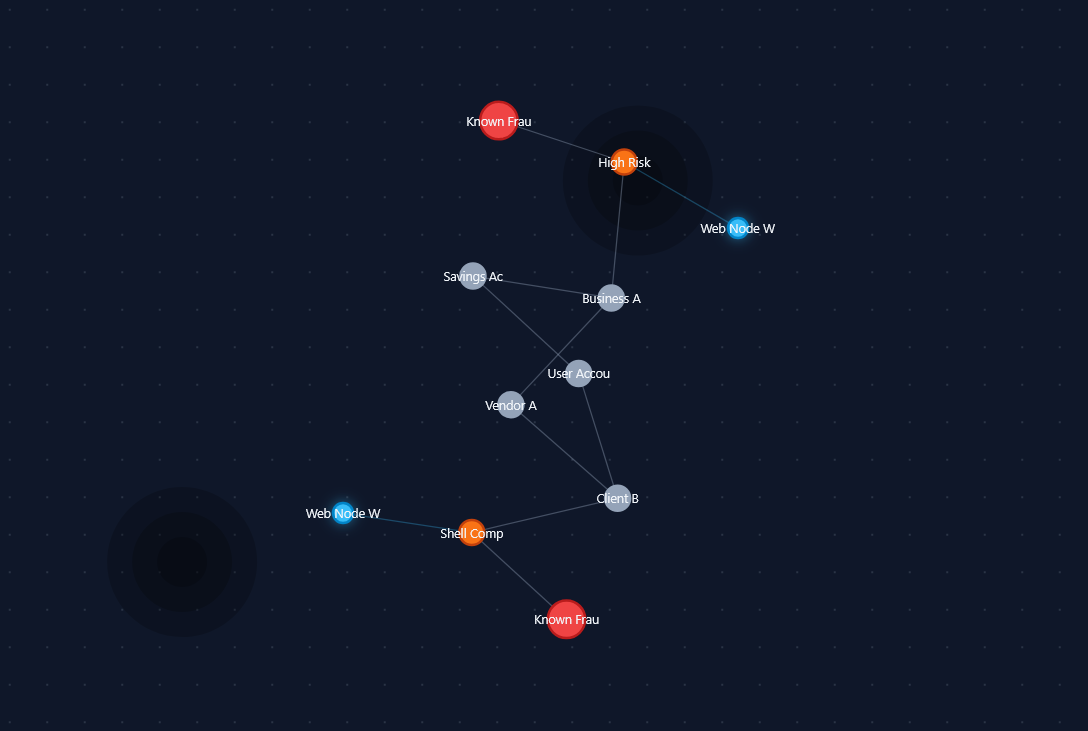 Known Frau
High Risk
Web Node W
Savings Ac
Business A
User Accou
Vendor A
Client B
Web Node W
Shell Comp
Known Frau